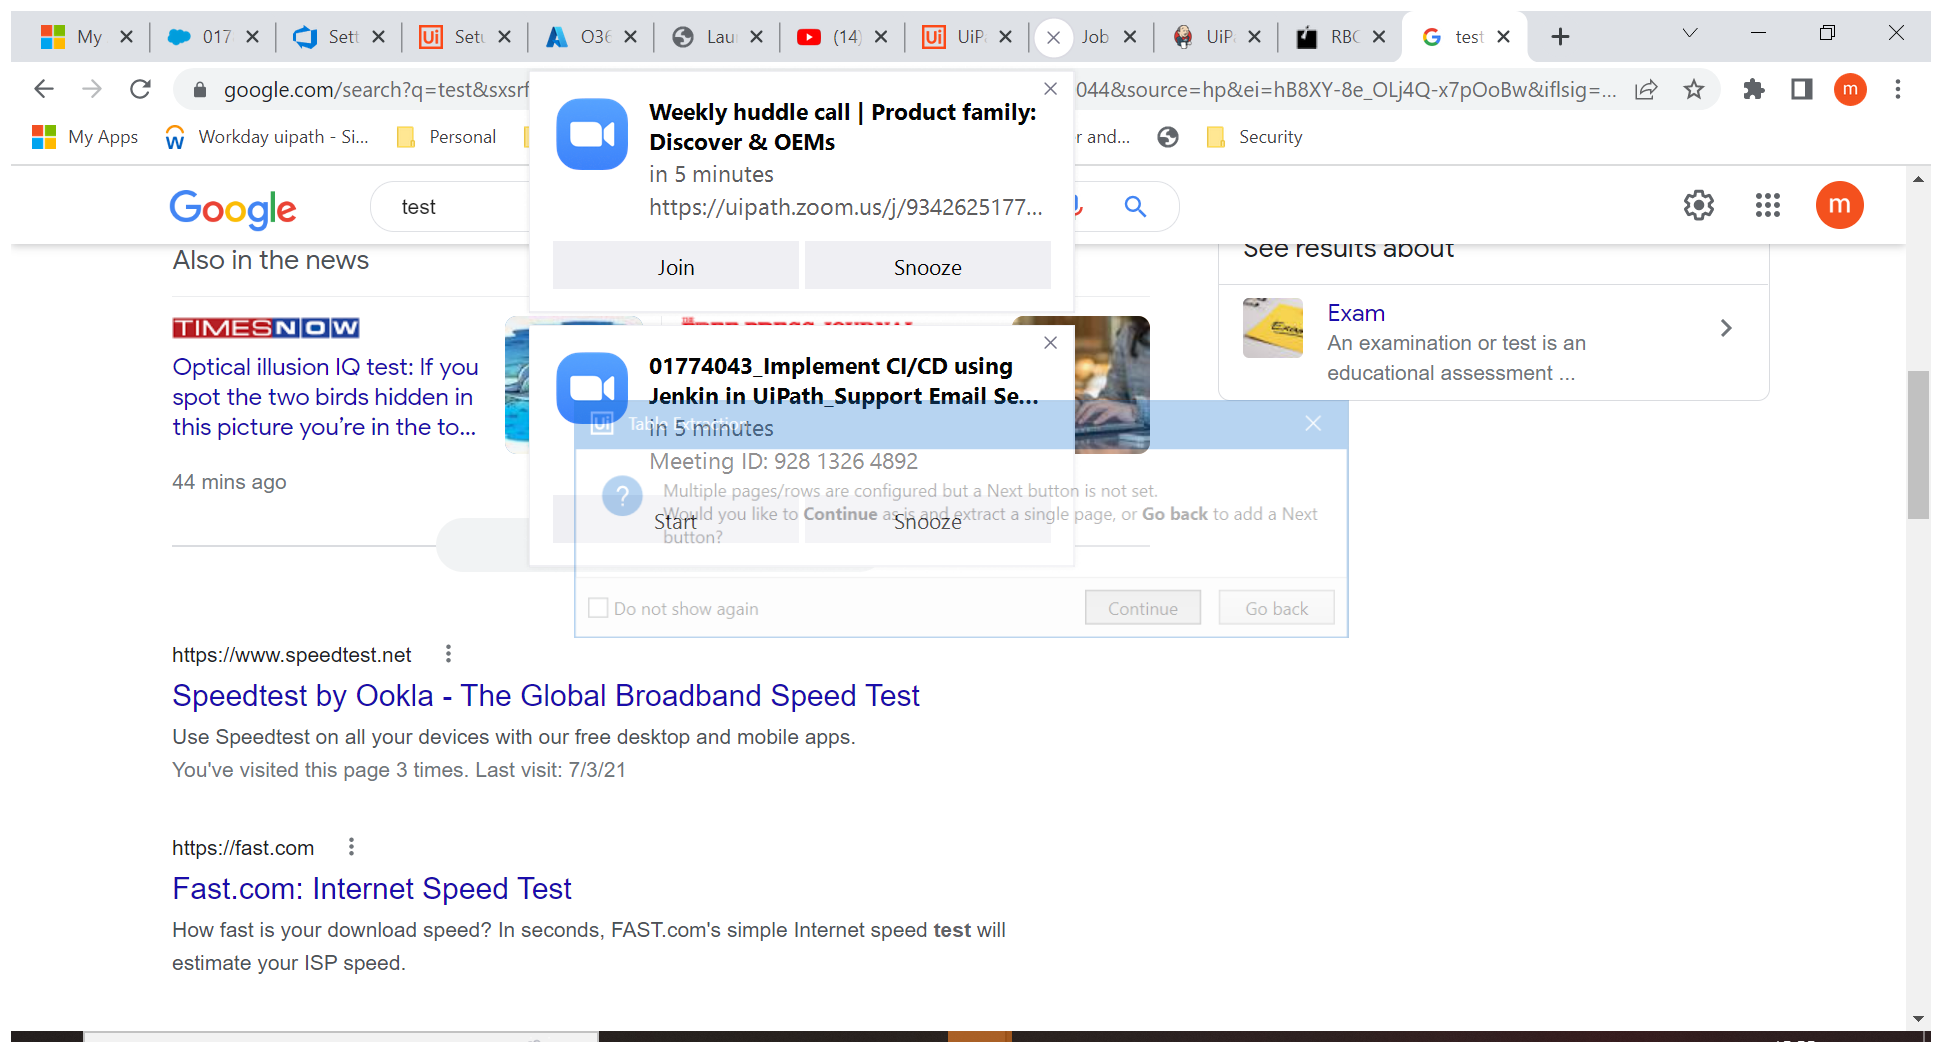 My
017
Sett
Setu
O36
Lau
(14)
UiPa
Job
UiPa
RBC
test
google.com/search?q=test&sxsrf
044&source=hp&ei=hB8XY-8e_OLj4Q-x7pOoBw&iflsig=...
m
My Apps
Workday uipath - Si...
Personal
r and...
Security
Weekly huddle call | Product family:
Discover & OEMs
in 5 minutes
https://uipath.zoom.us/j/9342625177...
Join
Snooze
Google
test
m
Also in the news
See results about
TIMES NOW
THE FREE PRESS JOURNAL
Optical illusion IQ test: If you
spot the two birds hidden in
this picture you’re in the to...
44 mins ago
Exam
An examination or test is an
educational assessment ...
01774043_Implement CI/CD using
Jenkin in UiPath_Support Email Se...
in 5 minutes
Meeting ID: 928 1326 4892
Start
Snooze
Ui Table Extraction
Multiple pages/rows are configured but a Next button is not set.
Would you like to Continue as is and extract a single page, or Go back to add a Next
button?
Do not show again
Continue
Go back
https://www.speedtest.net
Speedtest by Ookla - The Global Broadband Speed Test
Use Speedtest on all your devices with our free desktop and mobile apps.
You've visited this page 3 times. Last visit: 7/3/21
https://fast.com
Fast.com: Internet Speed Test
How fast is your download speed? In seconds, FAST.com's simple Internet speed test will
estimate your ISP speed.